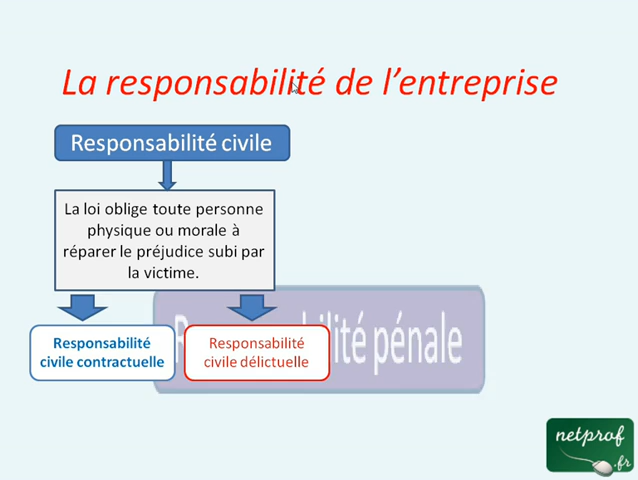 La responsabilité de l'entreprise
Responsabilité civile
La loi oblige toute personne
physique ou morale à
réparer le préjudice subi par
la victime.
Responsabilité
civile contractuelle
Responsabilité
civile délictuelle
pénale
netprof
.fr